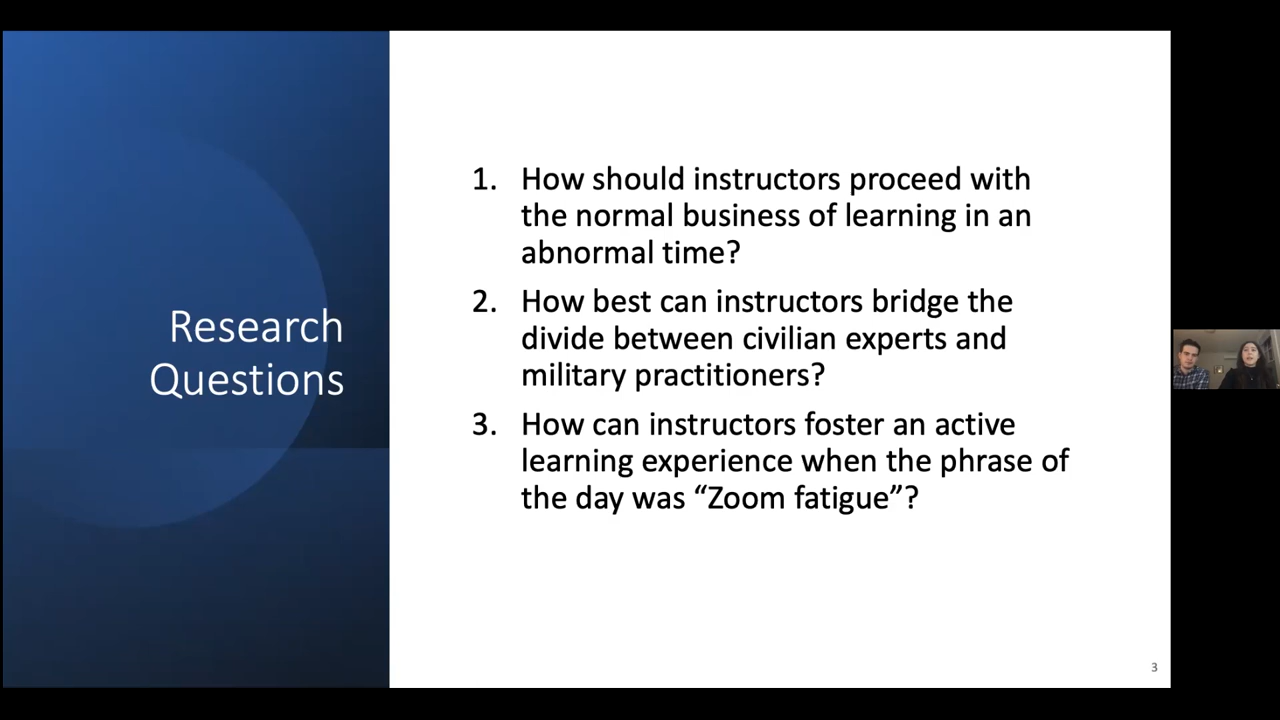 Research
Questions
1. How should instructors proceed with
the normal business of learning in an
abnormal time?
2. How best can instructors bridge the
divide between civilian experts and
military practitioners?
3. How can instructors foster an active
learning experience when the phrase of
the day was “Zoom fatigue”?
3